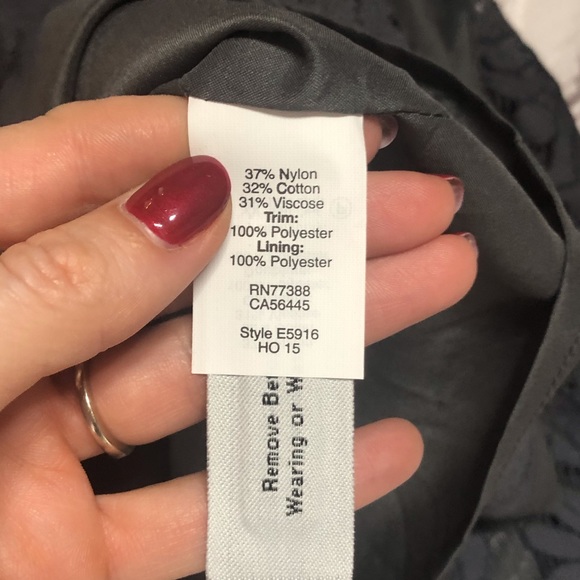 37% Nylon
32% Cotton
31% Viscose
Trim:
100% Polyester
Lining:
100% Polyester
RN77388
CA56445
Style E5916
HO 15
Remove
Wearing or